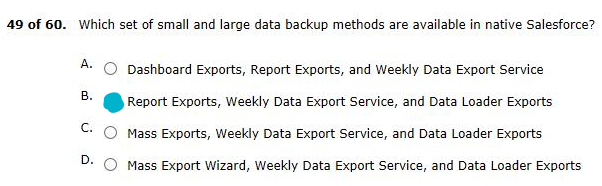 49 of 60. Which set of small and large data backup methods are available in native Salesforce?
A. Dashboard Exports, Report Exports, and Weekly Data Export Service
B. Report Exports, Weekly Data Export Service, and Data Loader Exports
C. Mass Exports, Weekly Data Export Service, and Data Loader Exports
D. Mass Export Wizard, Weekly Data Export Service, and Data Loader Exports